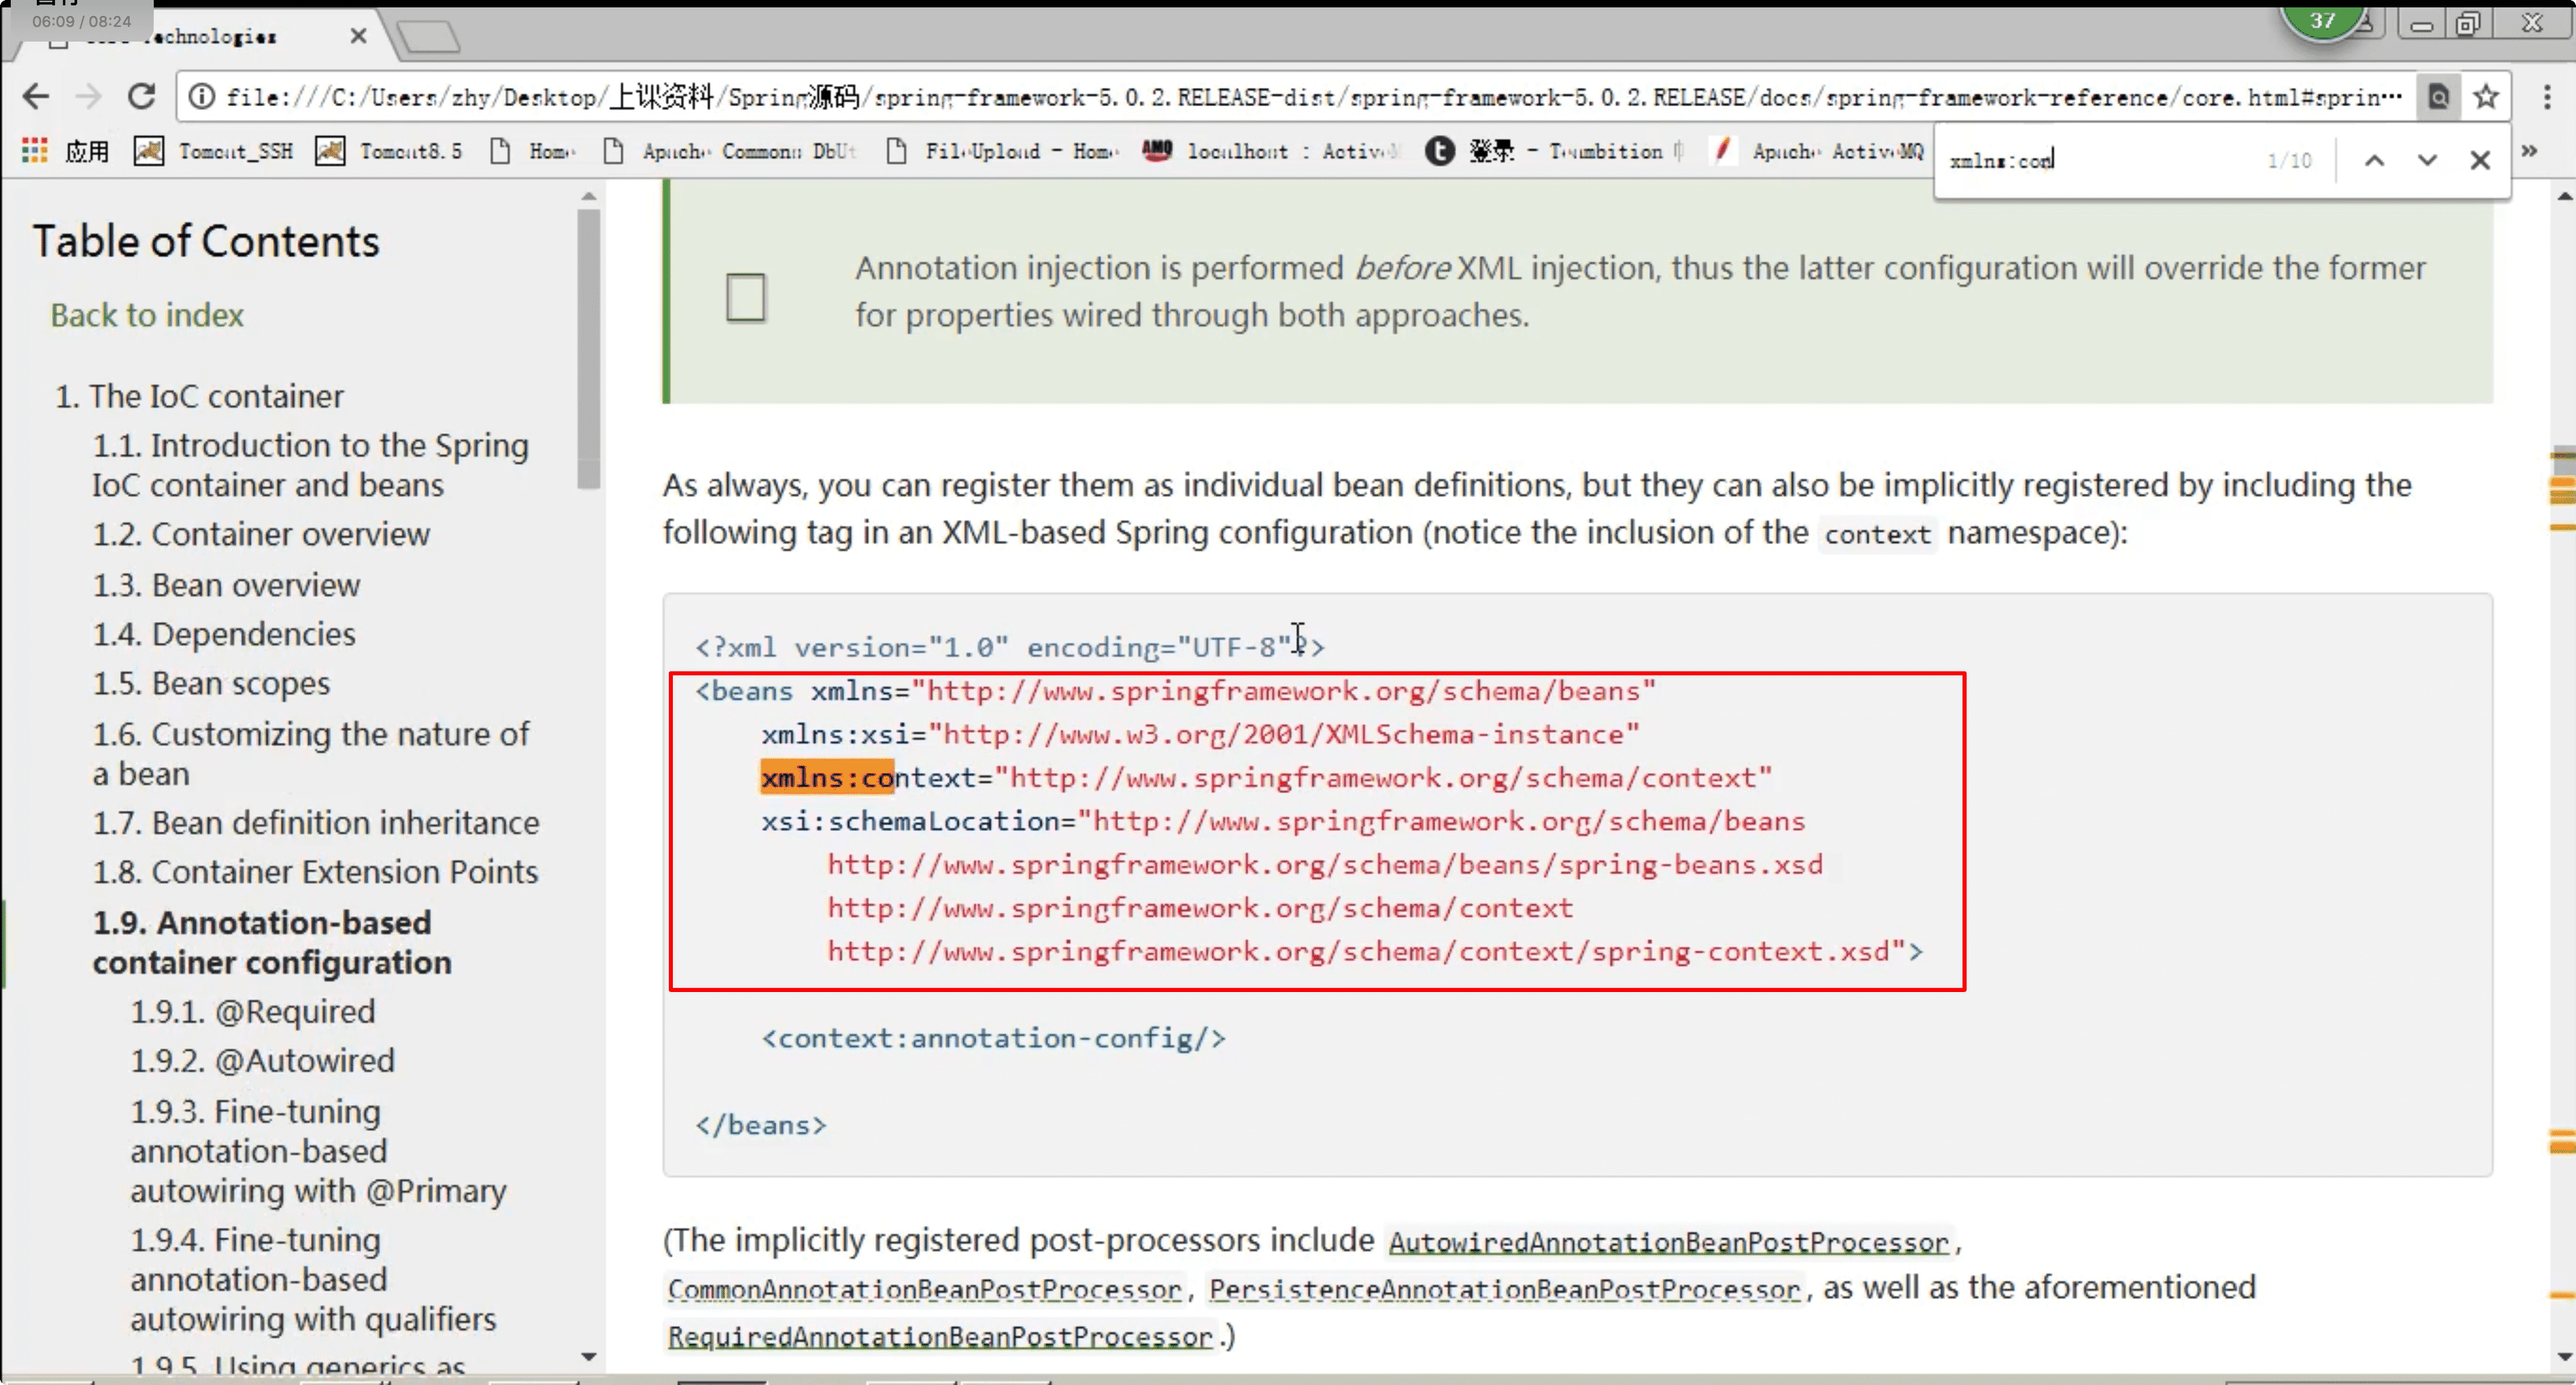 06:09 / 08:24
37
file:///C:/Users/zhy/Desktop/上课资料/Spring源码/spring-framework-5.0.2.RELEASE-dist/spring-framework-5.0.2.RELEASE/docs/spring-framework-reference/core.html#sprin…
应用
Tomcat_SSH
Tomcat8.5
Home
Apache Commons DbUt
FileUpload - Home
localhost : Active
登录 - Teambition
Apache ActiveMQ
xmlns:con
1/10
Table of Contents
Back to index
1. The IoC container
1.1. Introduction to the Spring
IoC container and beans
1.2. Container overview
1.3. Bean overview
1.4. Dependencies
1.5. Bean scopes
1.6. Customizing the nature of
a bean
1.7. Bean definition inheritance
1.8. Container Extension Points
1.9. Annotation-based
container configuration
1.9.1. @Required
1.9.2. @Autowired
1.9.3. Fine-tuning
annotation-based
autowiring with @Primary
1.9.4. Fine-tuning
annotation-based
autowiring with qualifiers
1.9.5. Using generics as
Annotation injection is performed before XML injection, thus the latter configuration will override the former
for properties wired through both approaches.
As always, you can register them as individual bean definitions, but they can also be implicitly registered by including the
following tag in an XML-based Spring configuration (notice the inclusion of the context namespace):
<?xml version="1.0" encoding="UTF-8"?>
<beans xmlns="http://www.springframework.org/schema/beans"
xmlns:xsi="http://www.w3.org/2001/XMLSchema-instance"
xmlns:context="http://www.springframework.org/schema/context"
xsi:schemaLocation="http://www.springframework.org/schema/beans
http://www.springframework.org/schema/beans/spring-beans.xsd
http://www.springframework.org/schema/context
http://www.springframework.org/schema/context/spring-context.xsd">
<context:annotation-config/>
</beans>
(The implicitly registered post-processors include AutowiredAnnotationBeanPostProcessor,
CommonAnnotationBeanPostProcessor, PersistenceAnnotationBeanPostProcessor, as well as the aforementioned
RequiredAnnotationBeanPostProcessor.)